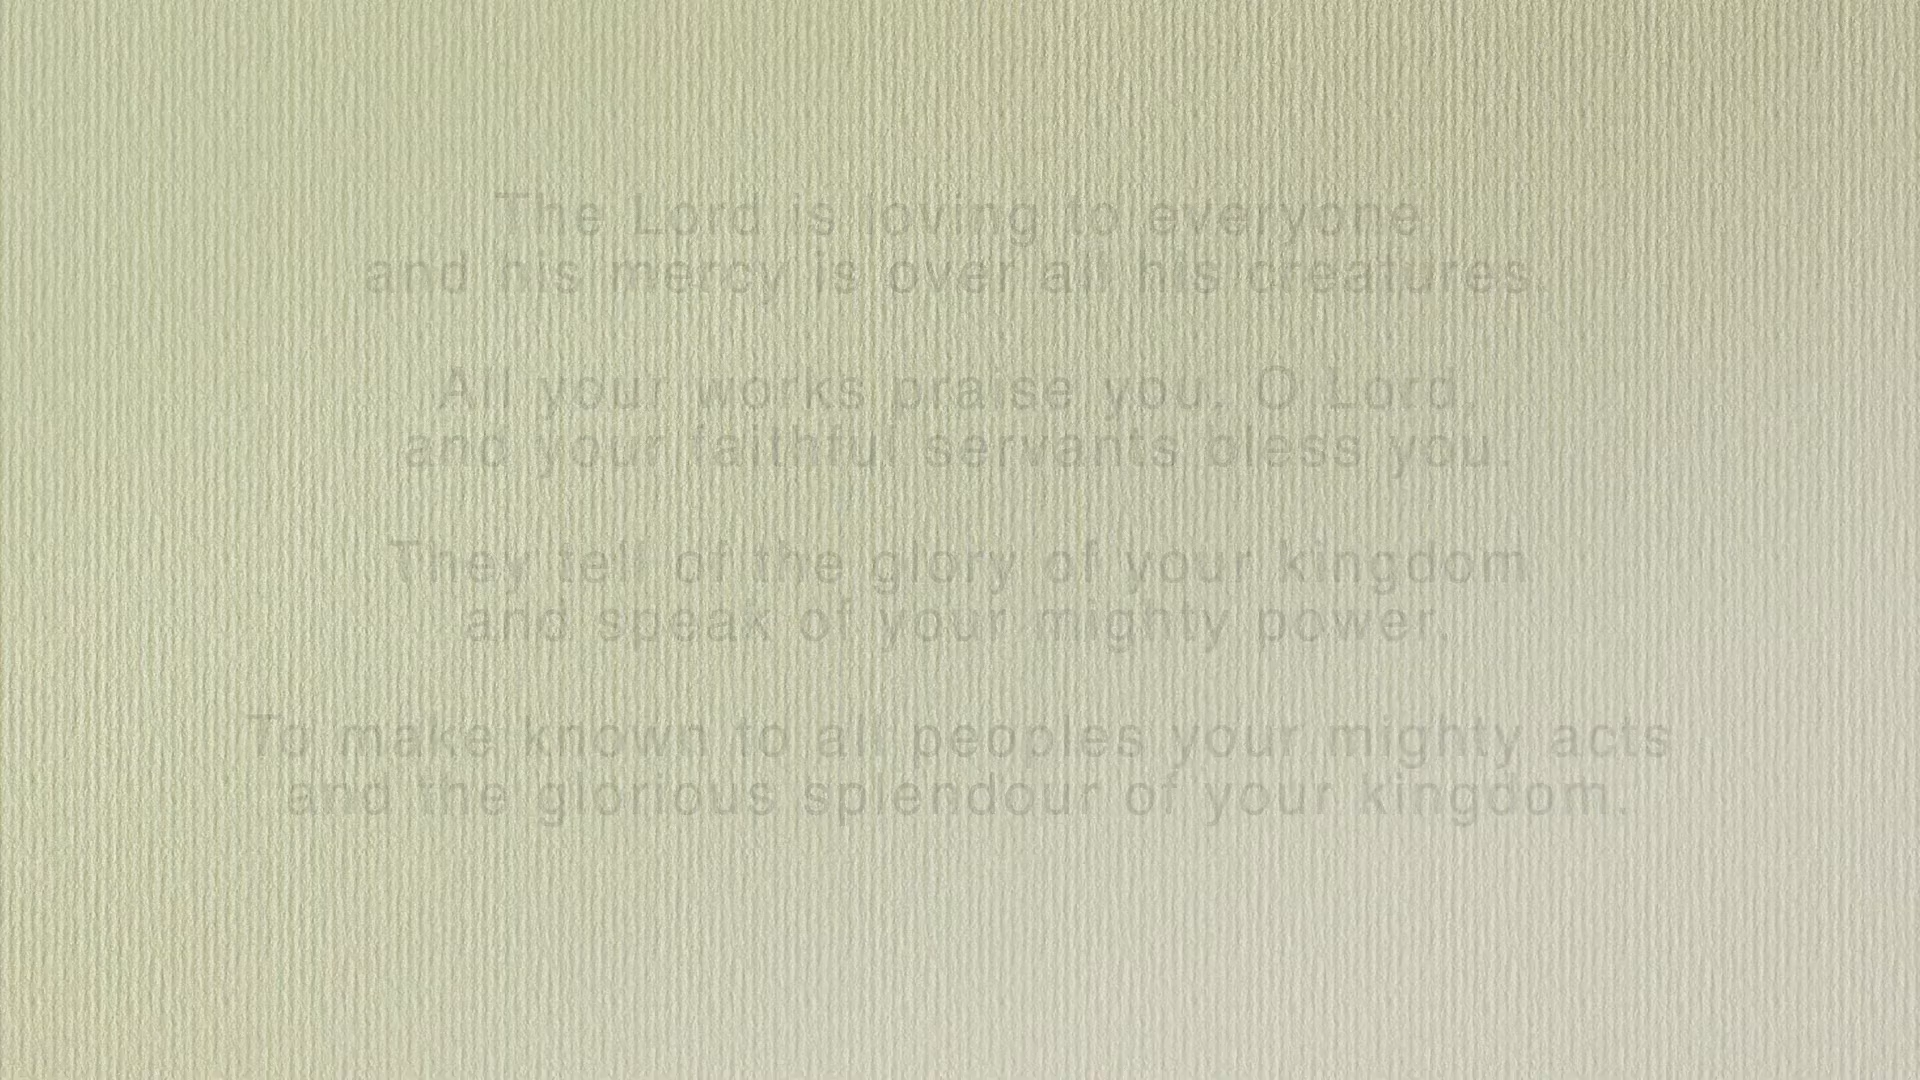 The Lord is loving to everyone
and his mercy is over all his creatures.
All your works praise you, O Lord,
and your faithful servants bless you.
They tell of the glory of your kingdom
and speak of your mighty power,
To make known to all peoples your mighty acts
and the glorious splendour of your kingdom.